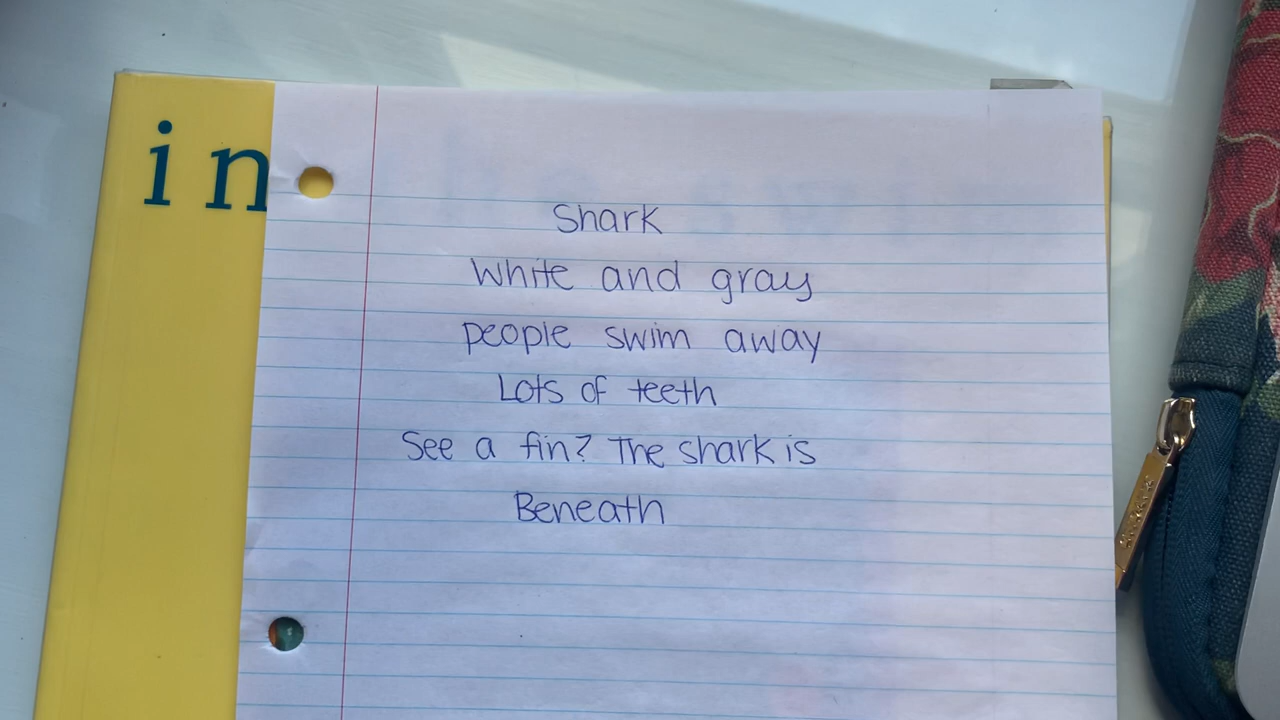 in
Shark
White and gray
people swim away
Lots of teeth
See a fin? The shark is
Beneath